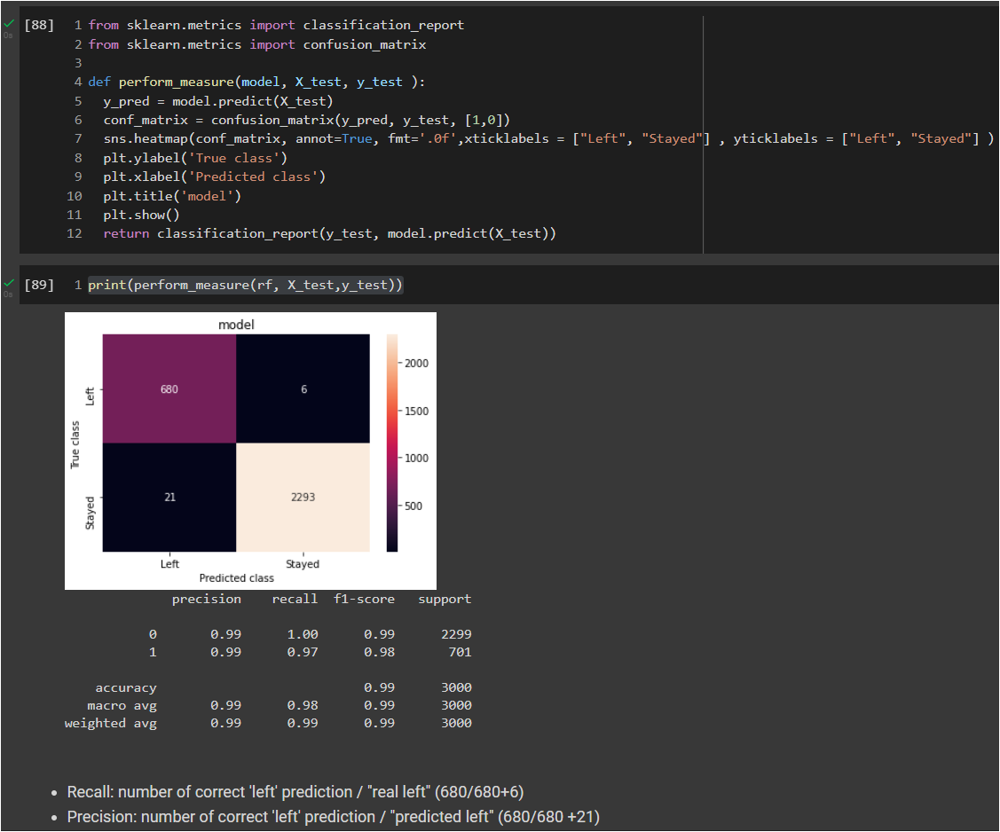 [88] 1 from sklearn.metrics import classification_report
0s 2 from sklearn.metrics import confusion_matrix
3
4 def perform_measure(model, X_test, y_test ):
5 y_pred = model.predict(X_test)
6 conf_matrix = confusion_matrix(y_pred, y_test, [1,0])
7 sns.heatmap(conf_matrix, annot=True, fmt='.0f',xticklabels = ["Left", "Stayed"] , yticklabels = ["Left", "Stayed"] )
8 plt.ylabel('True class')
9 plt.xlabel('Predicted class')
10 plt.title('model')
11 plt.show()
12 return classification_report(y_test, model.predict(X_test))
[89] 1 print(perform_measure(rf, X_test,y_test))
0s
model
2000
Left 680 6
1500
True class
1000
Stayed 21 2293
500
Left Stayed
Predicted class
precision recall f1-score support
0 0.99 1.00 0.99 2299
1 0.99 0.97 0.98 701
accuracy 0.99 3000
macro avg 0.99 0.98 0.99 3000
weighted avg 0.99 0.99 0.99 3000
• Recall: number of correct 'left' prediction / "real left" (680/680+6)
• Precision: number of correct 'left' prediction / "predicted left" (680/680 +21)